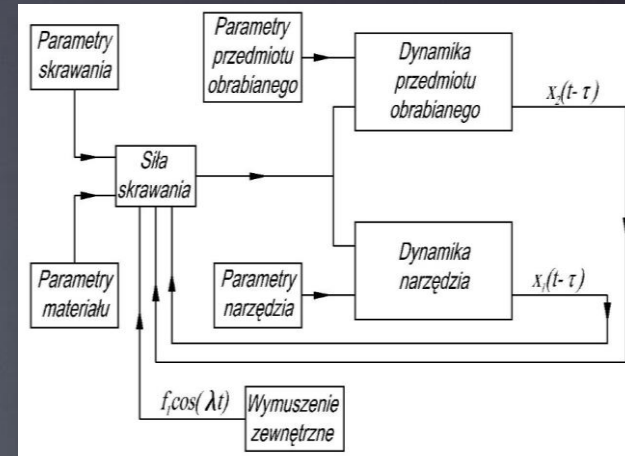 Parametry
skrawania
Parametry
przedmiotu
obrabianego
Dynamika
przedmiotu
obrabianego
x₂(t- τ)
Siła
skrawania
Parametry
materiału
Parametry
narzędzia
Dynamika
narzędzia
x₁(t- τ)
f₁cos( λt)
Wymuszenie
zewnętrzne